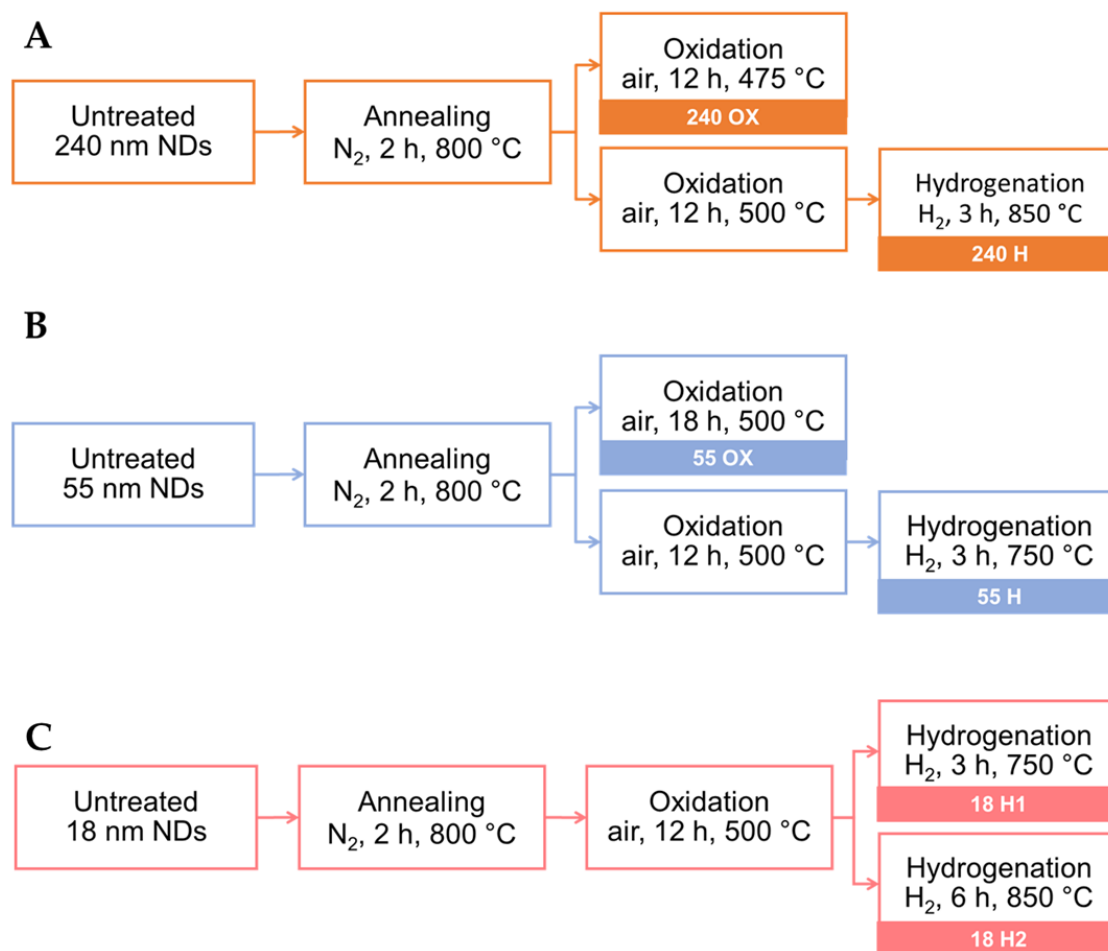 A
Untreated
240 nm NDs
Annealing
N₂, 2 h, 800 °C
Oxidation
air, 12 h, 475 °C
240 OX
Oxidation
air, 12 h, 500 °C
Hydrogenation
H₂, 3 h, 850 °C
240 H
B
Untreated
55 nm NDs
Annealing
N₂, 2 h, 800 °C
Oxidation
air, 18 h, 500 °C
55 OX
Oxidation
air, 12 h, 500 °C
Hydrogenation
H₂, 3 h, 750 °C
55 H
C
Untreated
18 nm NDs
Annealing
N₂, 2 h, 800 °C
Oxidation
air, 12 h, 500 °C
Hydrogenation
H₂, 3 h, 750 °C
18 H1
Hydrogenation
H₂, 6 h, 850 °C
18 H2